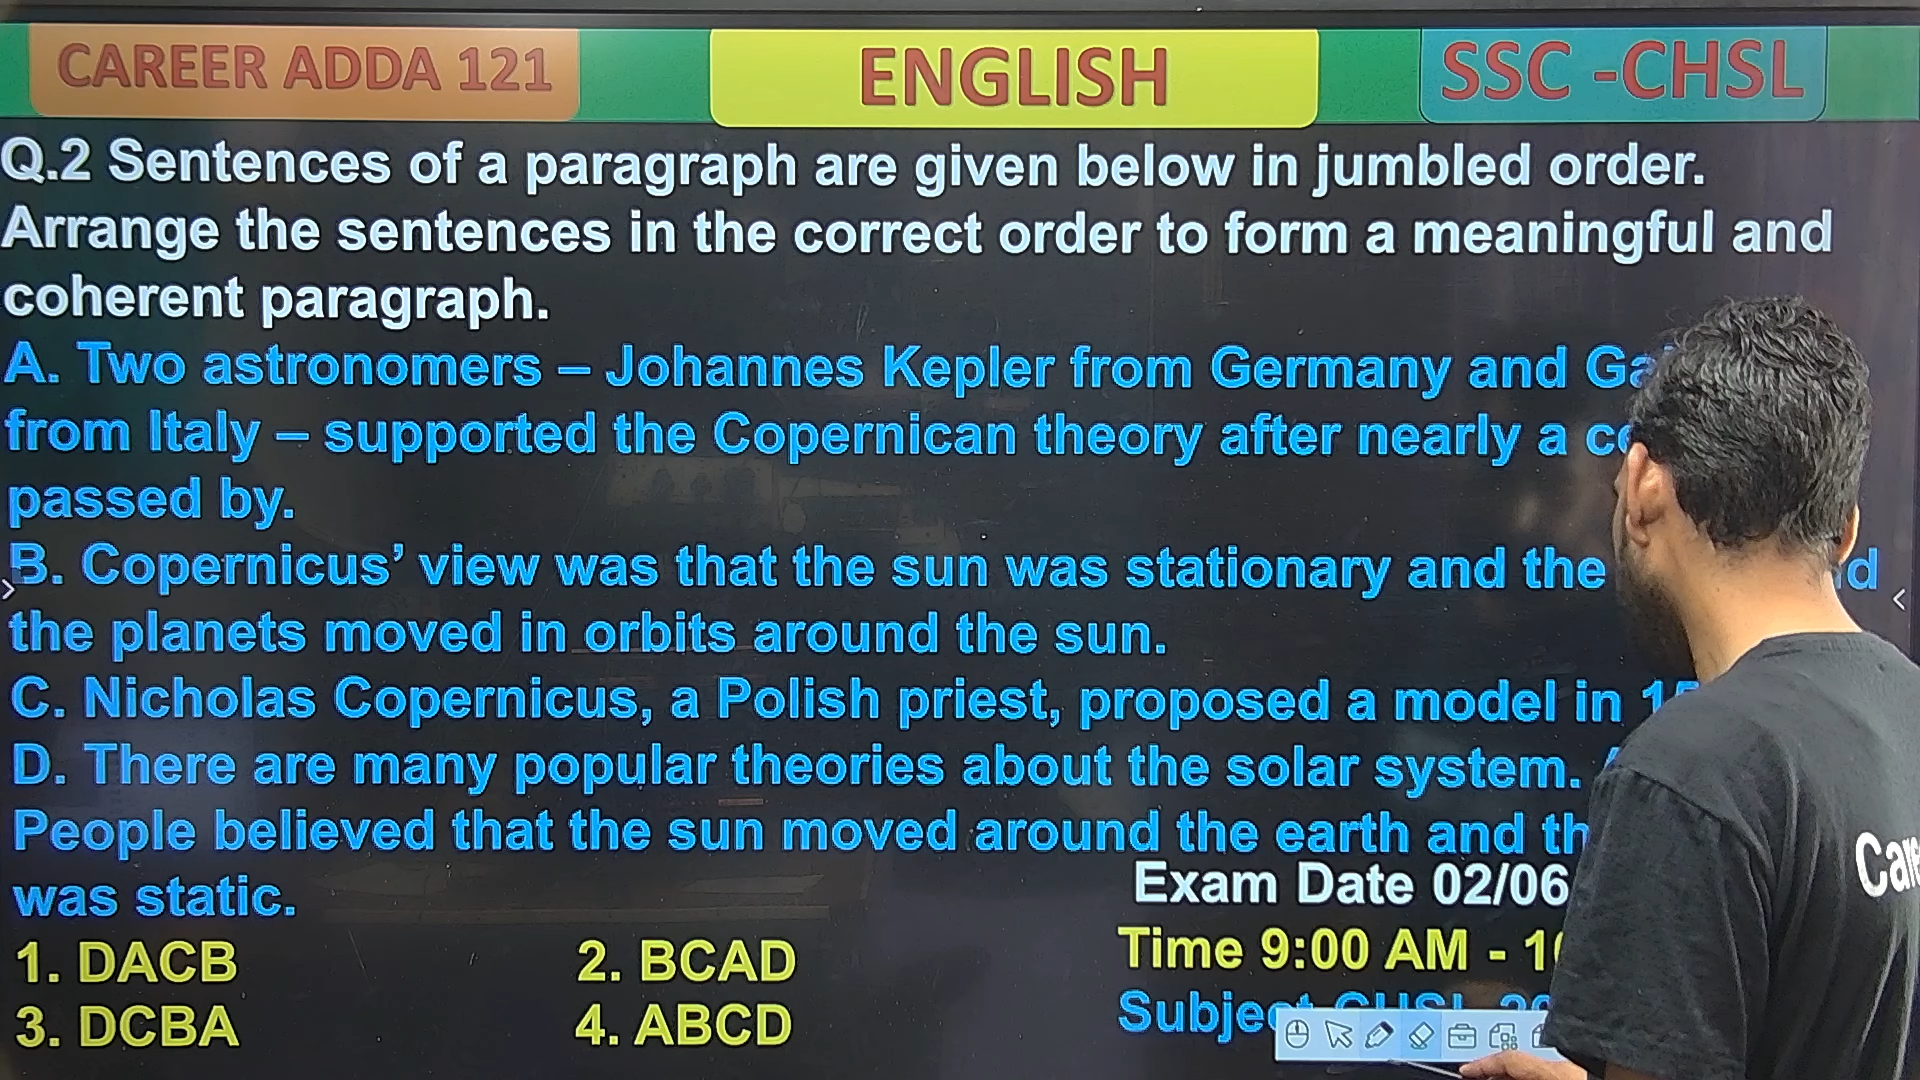 CAREER ADDA 121
ENGLISH
SSC -CHSL
Q.2 Sentences of a paragraph are given below in jumbled order.
Arrange the sentences in the correct order to form a meaningful and
coherent paragraph.
A. Two astronomers – Johannes Kepler from Germany and
from Italy – supported the Copernican theory after nearly a
passed by.
B. Copernicus’ view was that the sun was stationary and the
the planets moved in orbits around the sun.
C. Nicholas Copernicus, a Polish priest, proposed a model in
D. There are many popular theories about the solar system.
People believed that the sun moved around the earth and
was static.
Exam Date 02/06
1. DACB
2. BCAD
Time 9:00 AM -
3. DCBA
4. ABCD